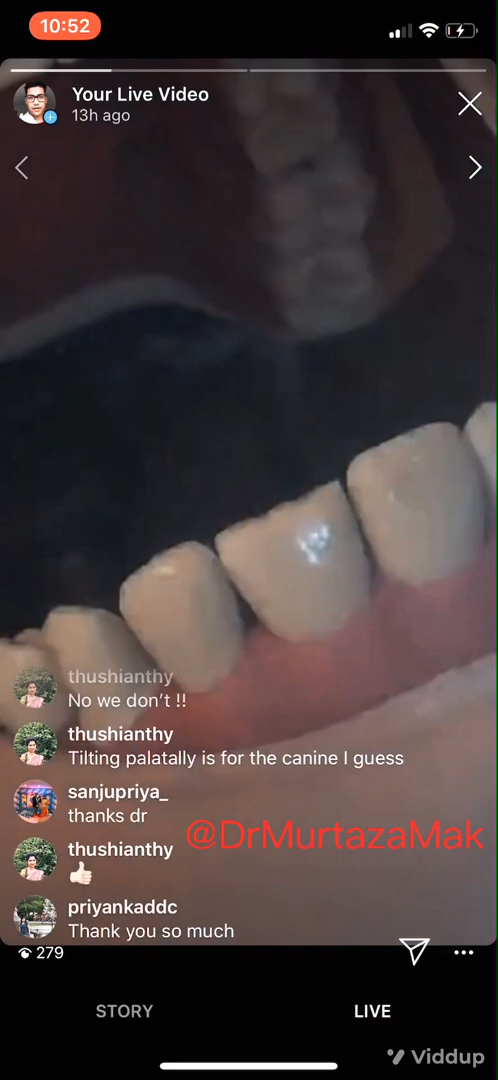 10:52
Your Live Video
13h ago
thushianthy
No we don't !!
thushianthy
Tilting palatally is for the canine I guess
sanjupriya_
thanks dr
@DrMurtazaMak
thushianthy
👍🏻
priyankaddc
Thank you so much
279
STORY
LIVE
Viddup